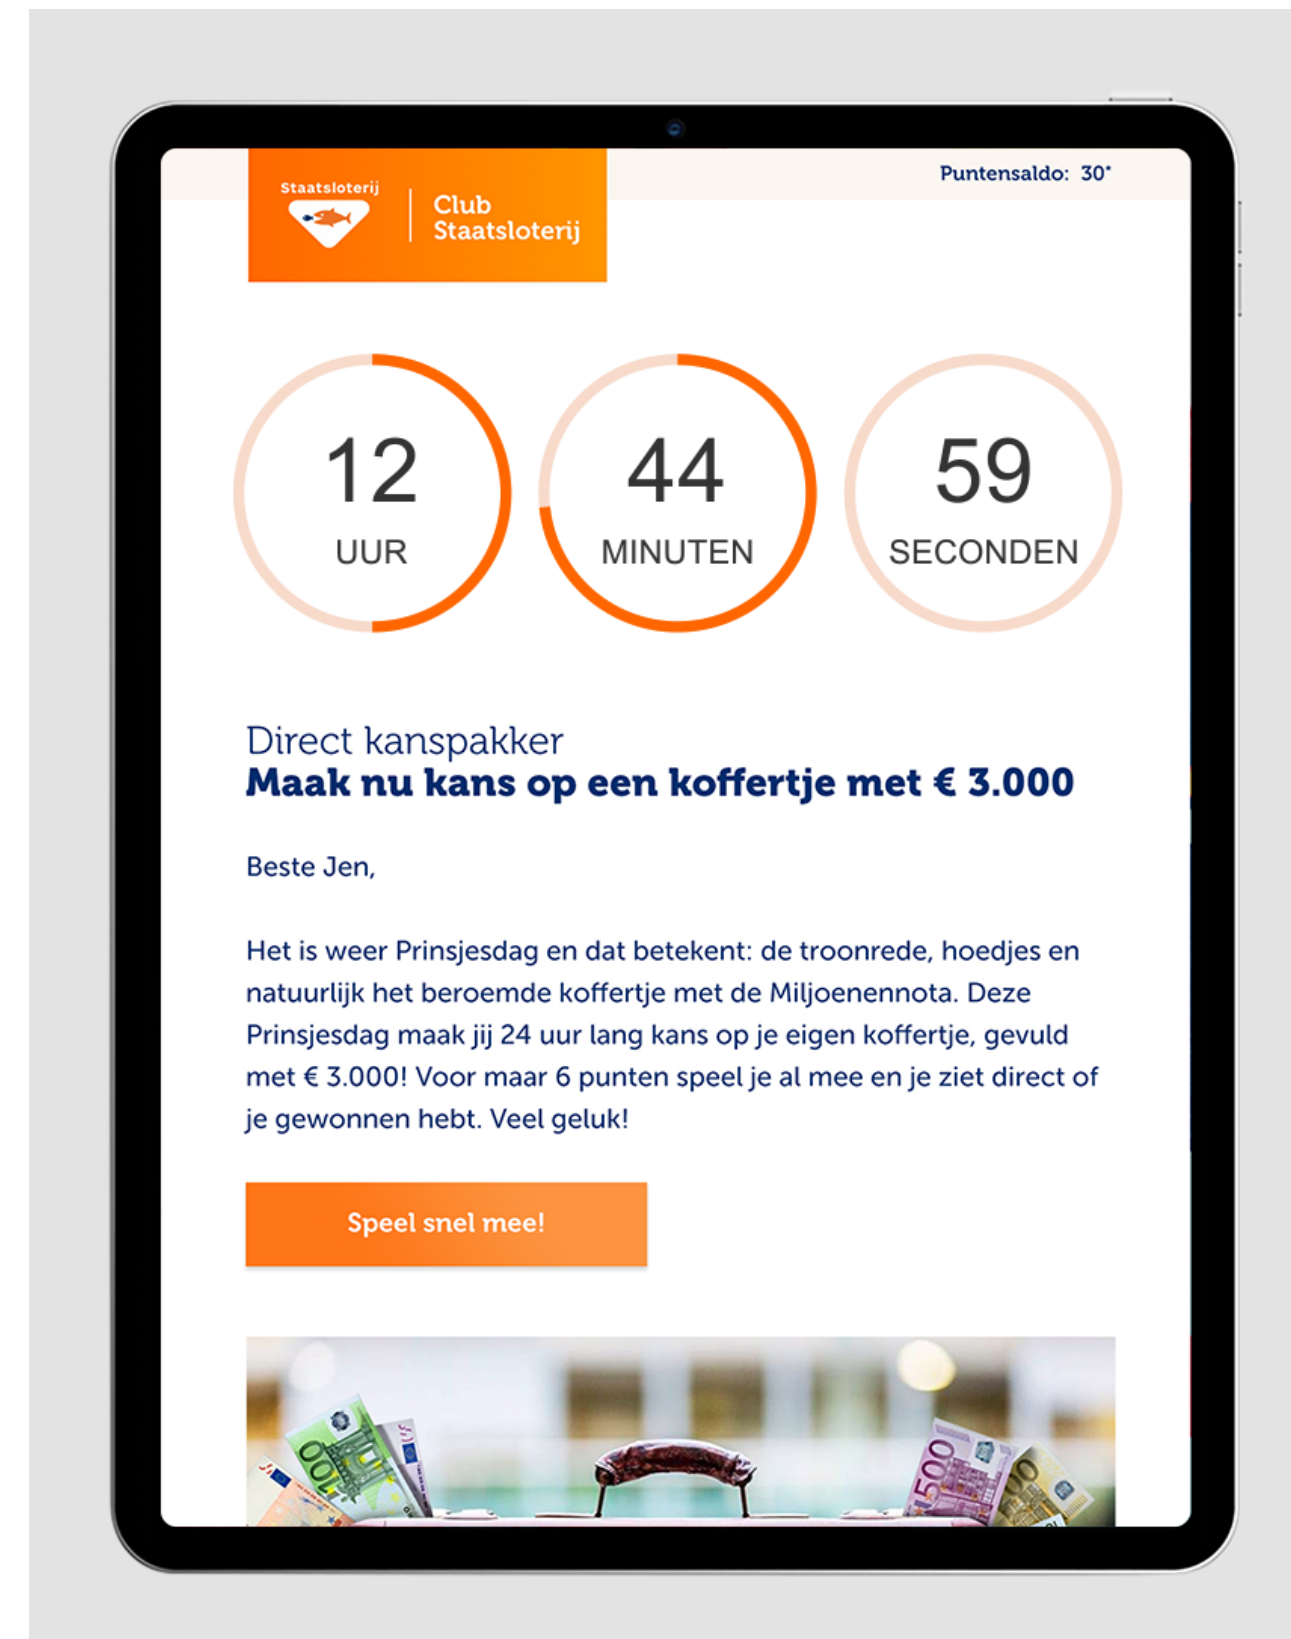 Puntensaldo: 30*
Staatsloterij
Club
Staatsloterij
12
UUR
44
MINUTEN
59
SECONDEN
Direct kanspakker
Maak nu kans op een koffertje met € 3.000
Beste Jen,
Het is weer Prinsjesdag en dat betekent: de troonrede, hoedjes en
natuurlijk het beroemde koffertje met de Miljoenennota. Deze
Prinsjesdag maak jij 24 uur lang kans op je eigen koffertje, gevuld
met € 3.000! Voor maar 6 punten speel je al mee en je ziet direct of
je gewonnen hebt. Veel geluk!
Speel snel mee!
100
500